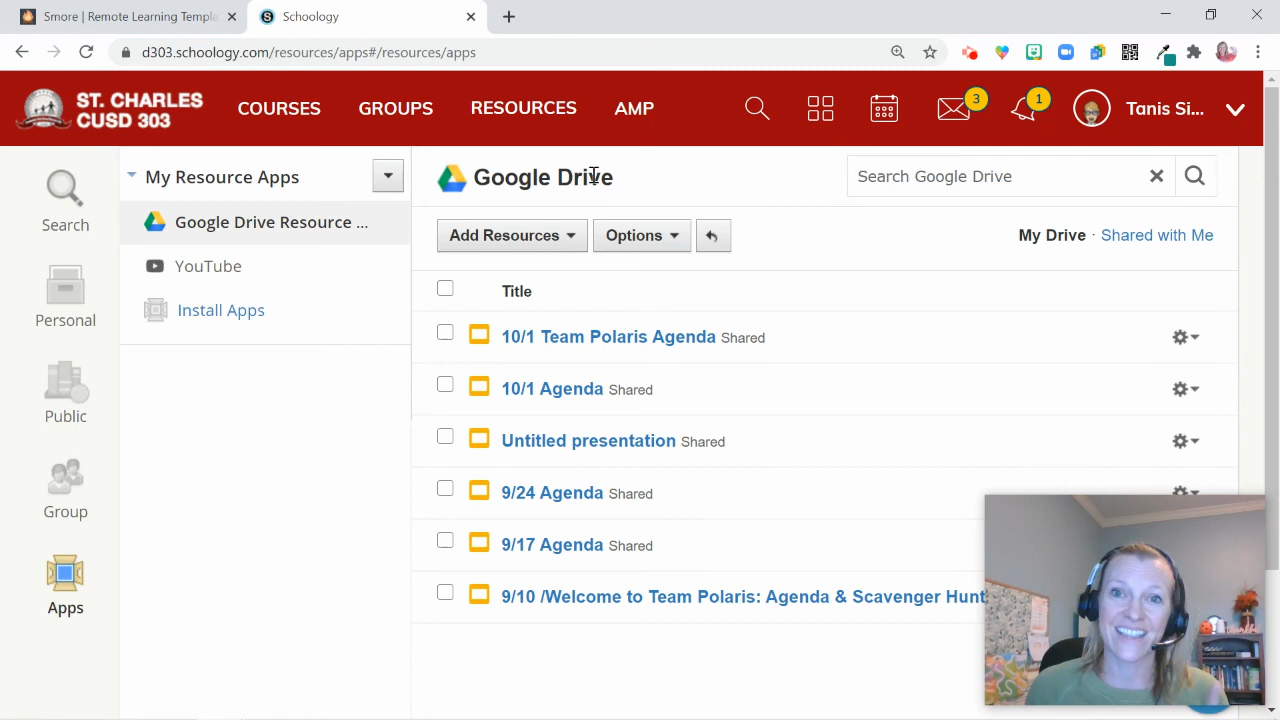 Smore | Remote Learning Templa
Schoology
d303.schoology.com/resources/apps#/resources/apps
ST. CHARLES
CUSD 303
COURSES
GROUPS
RESOURCES
AMP
3
1
Tanis Si...
Search
Personal
Public
Group
Apps
My Resource Apps
Google Drive Resource ...
YouTube
Install Apps
Google Drive
Search Google Drive
Add Resources
Options
My Drive · Shared with Me
Title
10/1 Team Polaris Agenda Shared
10/1 Agenda Shared
Untitled presentation Shared
9/24 Agenda Shared
9/17 Agenda Shared
9/10 /Welcome to Team Polaris: Agenda & Scavenger Hunt